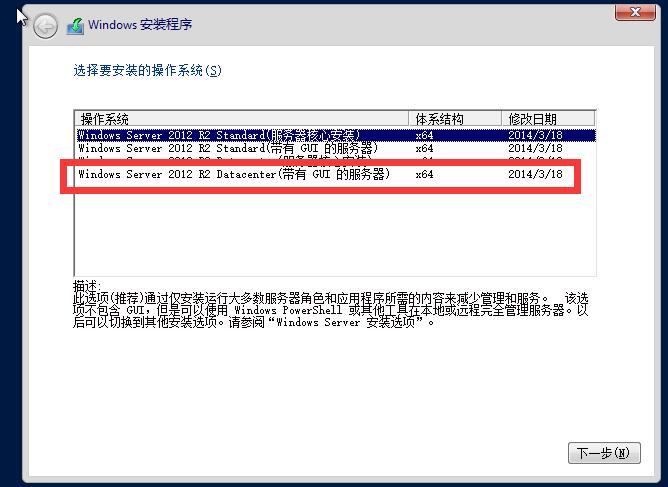 Windows 安装程序
选择要安装的操作系统(S)
操作系统 体系结构 修改日期
Windows Server 2012 R2 Standard(服务器核心安装) x64 2014/3/18
Windows Server 2012 R2 Standard(带有 GUI 的服务器) x64 2014/3/18
Windows Server 2012 R2 Datacenter(服务器核心安装) x64 2014/3/18
Windows Server 2012 R2 Datacenter(带有 GUI 的服务器) x64 2014/3/18
描述:
此选项(推荐)通过仅安装运行大多数服务器角色和应用程序所需的内容来减少管理和服务。 该选
项不包含 GUI，但是可以使用 Windows PowerShell 或其他工具在本地或远程完全管理服务器。以
后可以切换到其他安装选项。请参阅“Windows Server 安装选项”。
下一步(N)